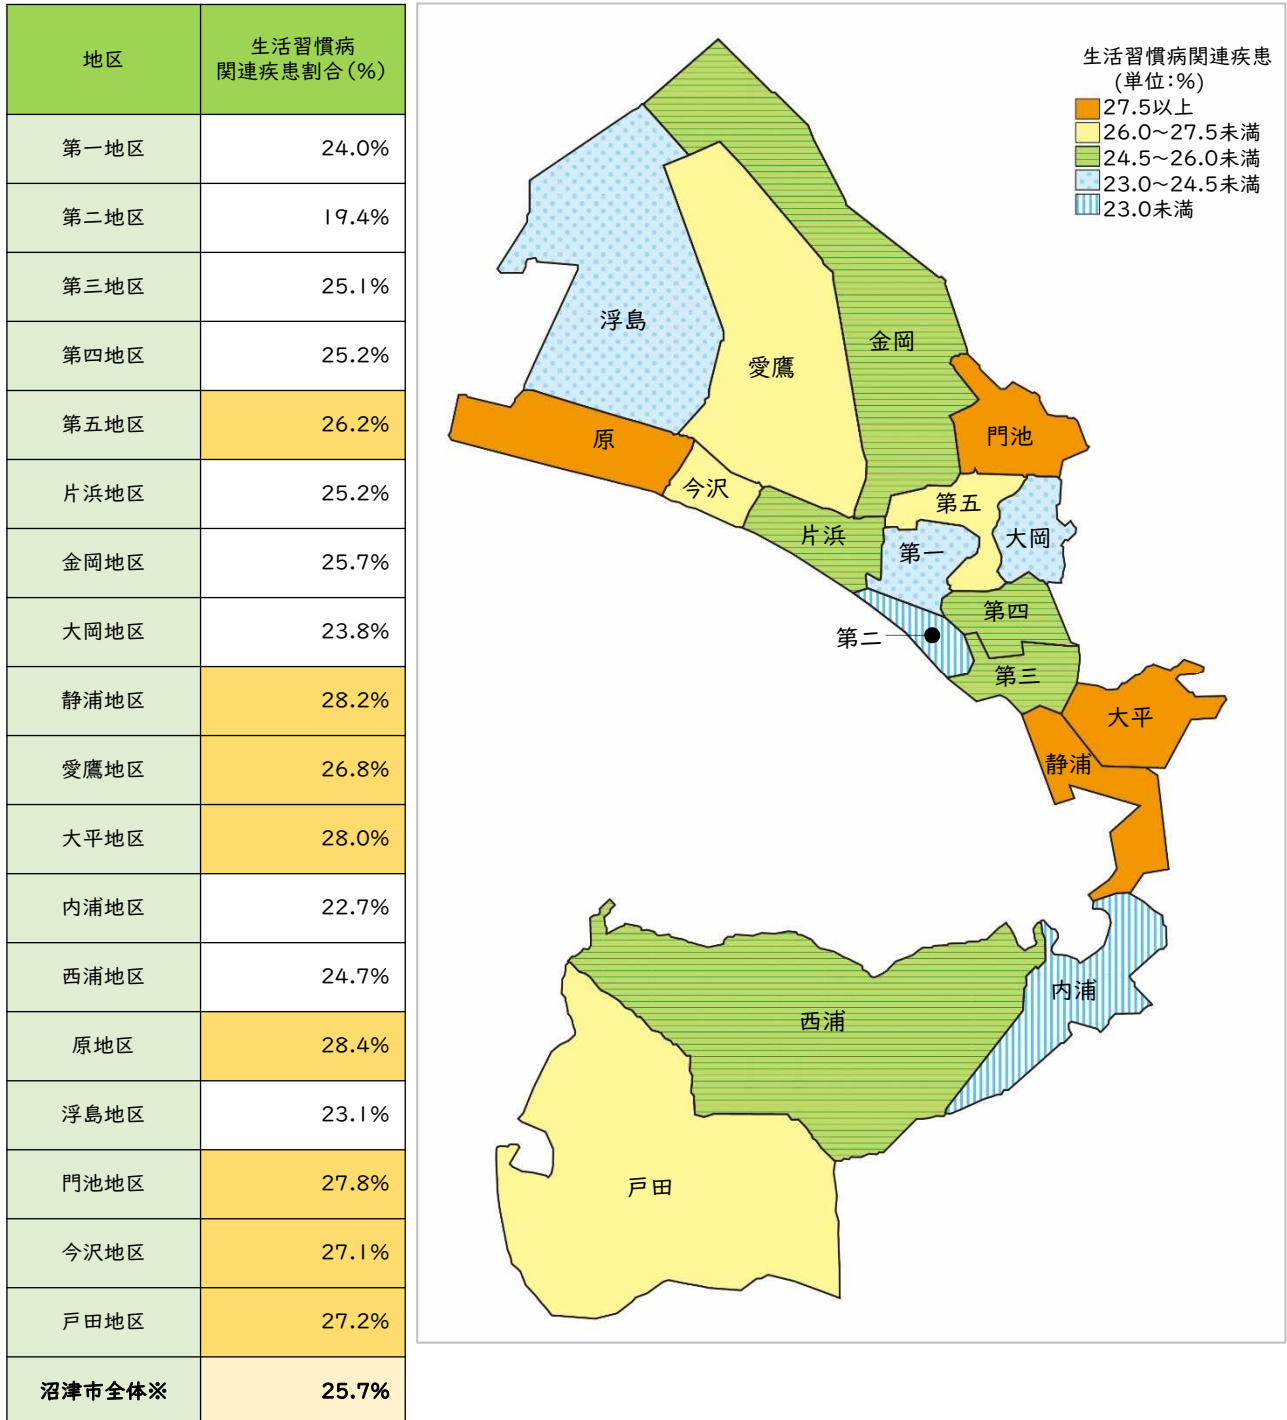 地区 生活習慣病
関連疾患割合(%)
第一地区 24.0%
第二地区 19.4%
第三地区 25.1%
第四地区 25.2%
第五地区 26.2%
片浜地区 25.2%
金岡地区 25.7%
大岡地区 23.8%
静浦地区 28.2%
愛鷹地区 26.8%
大平地区 28.0%
内浦地区 22.7%
西浦地区 24.7%
原地区 28.4%
浮島地区 23.1%
門池地区 27.8%
今沢地区 27.1%
戸田地区 27.2%
沼津市全体※ 25.7%
生活習慣病関連疾患
(単位:%)
27.5以上
26.0~27.5未満
24.5~26.0未満
23.0~24.5未満
23.0未満
浮島
金岡
愛鷹
原
門池
今沢
第五
片浜
第一
大岡
第四
第二
第三
大平
静浦
内浦
西浦
戸田